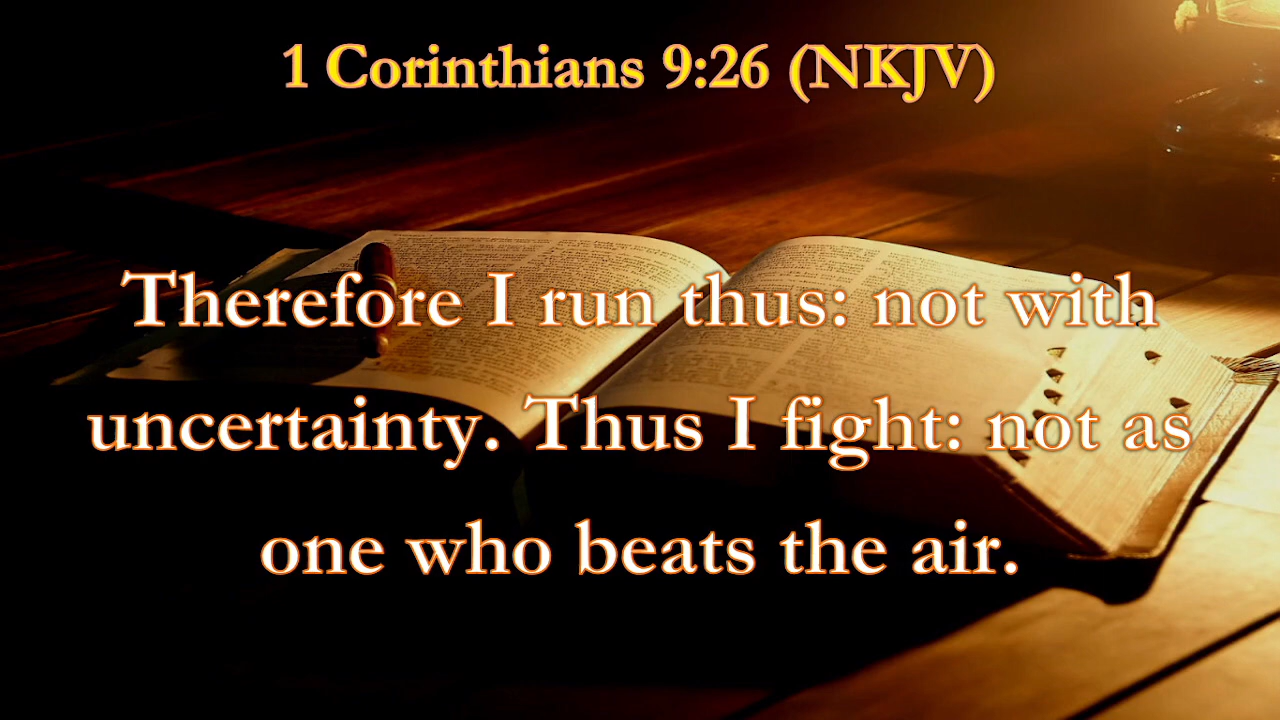 1 Corinthians 9:26 (NKJV)
Therefore I run thus: not with
uncertainty. Thus I fight: not as
one who beats the air.